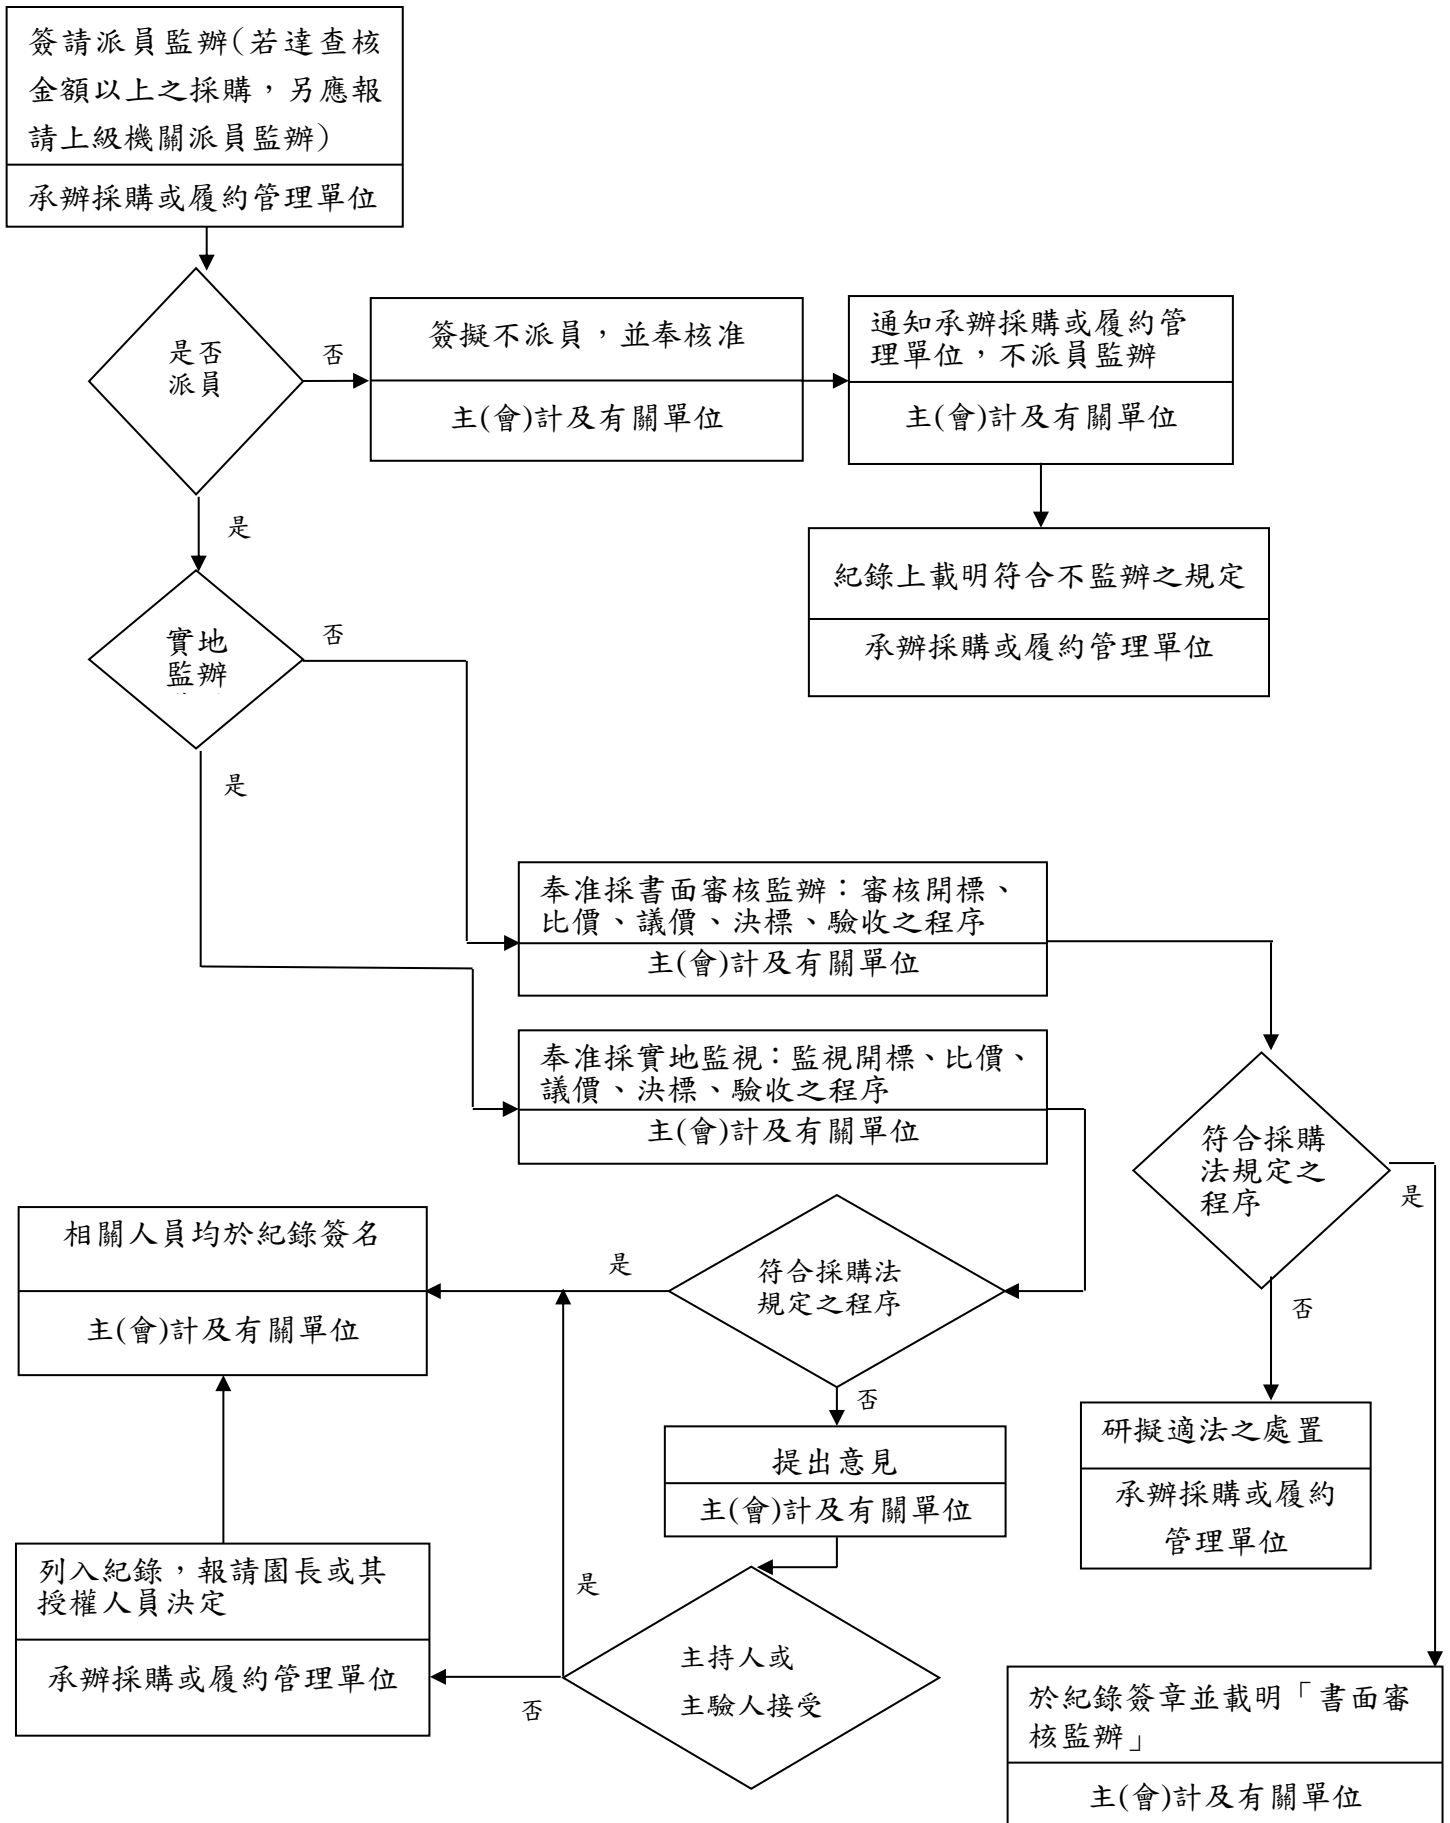 簽請派員監辦(若達查核
金額以上之採購，另應報
請上級機關派員監辦)
承辦採購或履約管理單位
是否
派員
否
簽擬不派員，並奉核准
主(會)計及有關單位
通知承辦採購或履約管
理單位，不派員監辦
主(會)計及有關單位
是
紀錄上載明符合不監辦之規定
承辦採購或履約管理單位
實地
監辦
否
是
奉准採書面審核監辦：審核開標、
比價、議價、決標、驗收之程序
主(會)計及有關單位
奉准採實地監視：監視開標、比價、
議價、決標、驗收之程序
主(會)計及有關單位
符合採購
法規定之
程序
是
否
相關人員均於紀錄簽名
主(會)計及有關單位
是
符合採購法
規定之程序
否
提出意見
主(會)計及有關單位
研擬適法之處置
承辦採購或履約
管理單位
列入紀錄，報請園長或其
授權人員決定
承辦採購或履約管理單位
是
否
主持人或
主驗人接受
於紀錄簽章並載明「書面審
核監辦」
主(會)計及有關單位